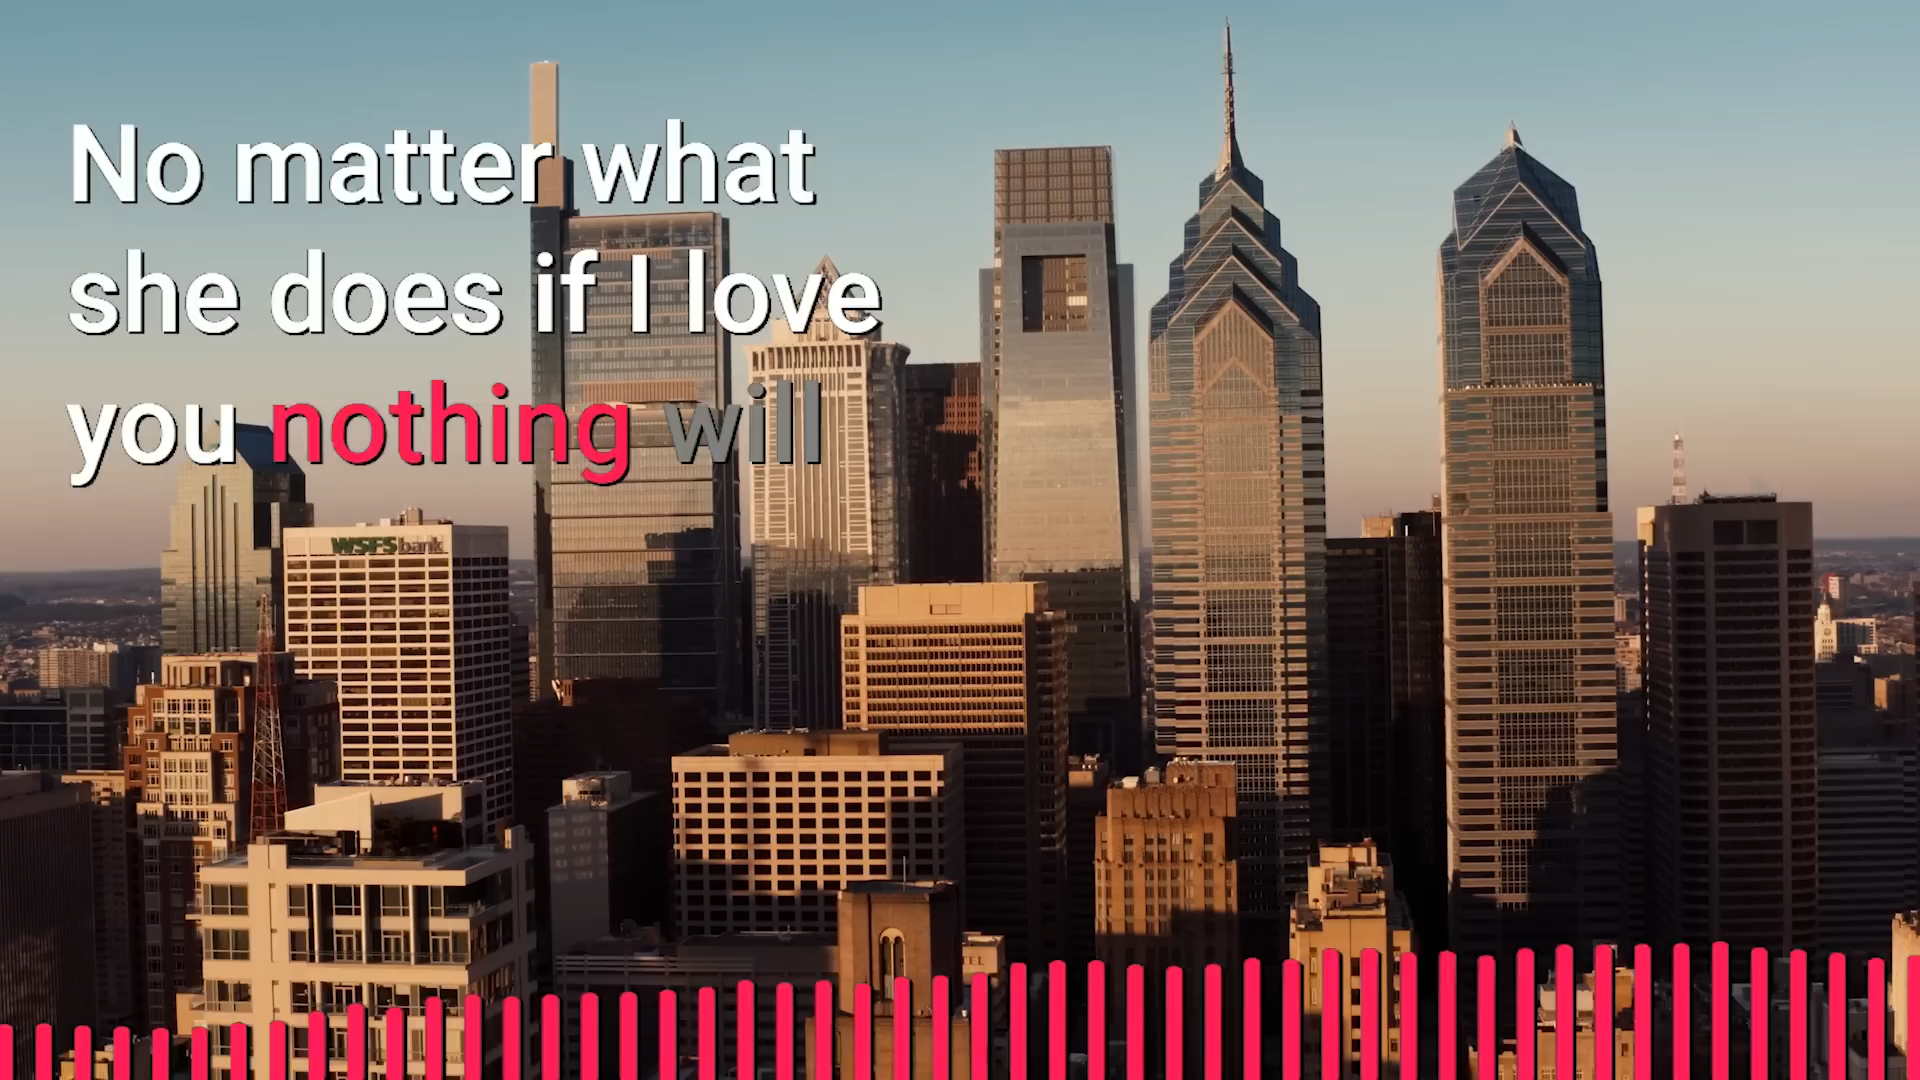 No matter what
she does if I love
you nothing will
WSFS bank